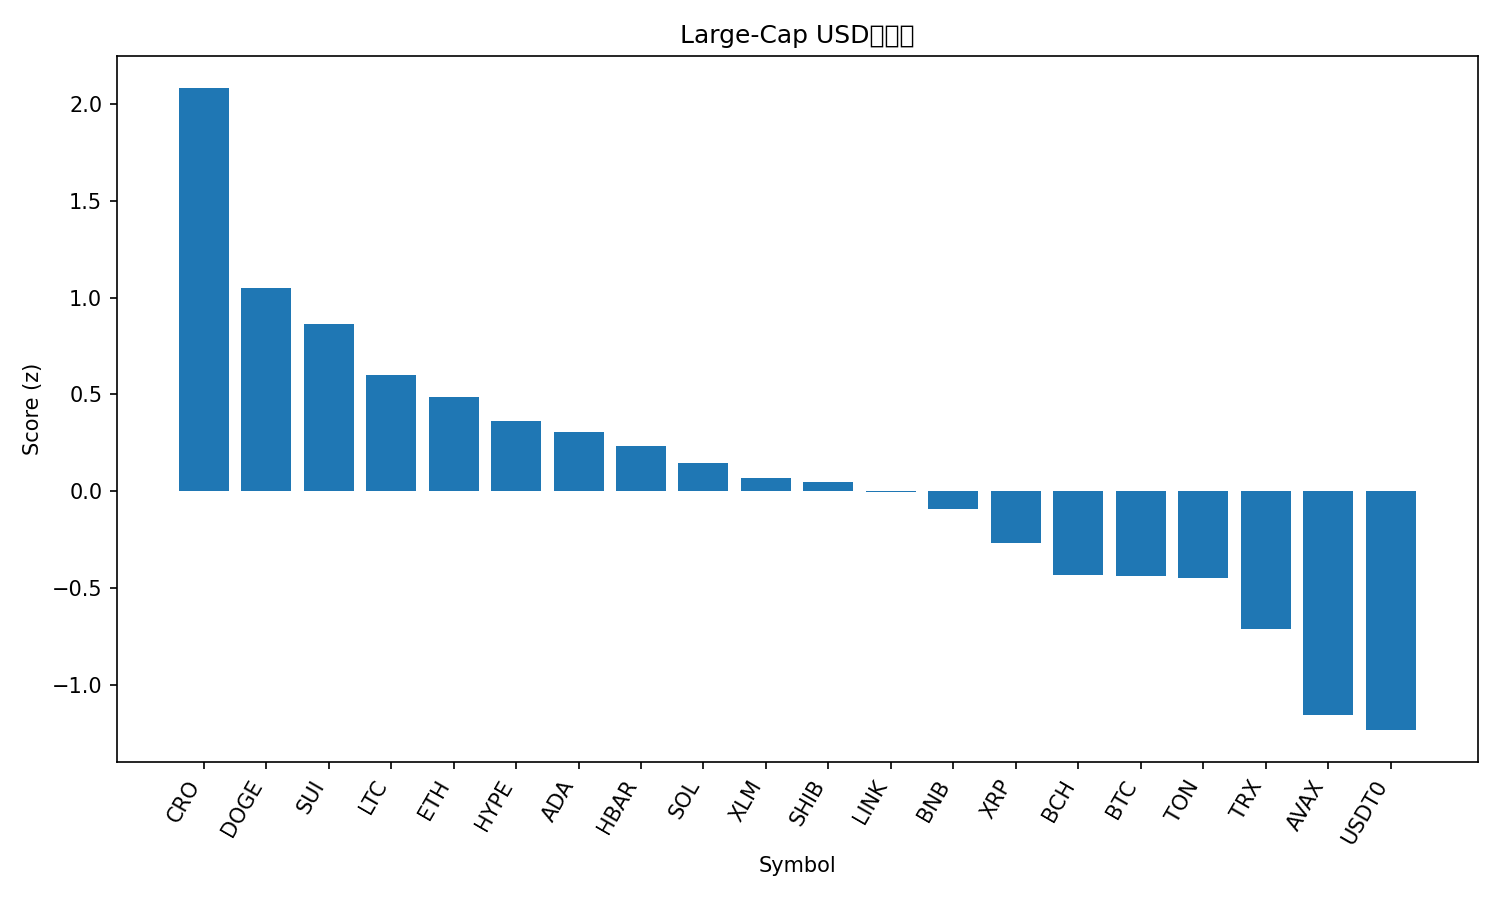 Large-Cap USD
Score (z)
2.0
1.5
1.0
0.5
0.0
−0.5
−1.0
CRO
DOGE
SUI
LTC
ETH
HYPE
ADA
HBAR
SOL
XLM
SHIB
LINK
BNB
XRP
BCH
BTC
TON
TRX
AVAX
USDT0
Symbol